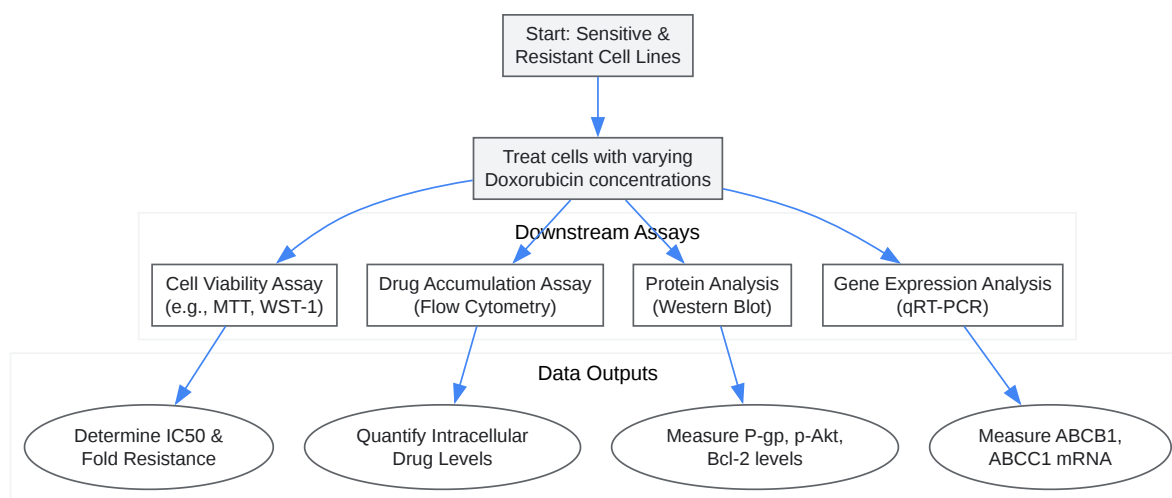 Start: Sensitive &
Resistant Cell Lines
Treat cells with varying
Doxorubicin concentrations
Downstream Assays
Cell Viability Assay
(e.g., MTT, WST-1)
Drug Accumulation Assay
(Flow Cytometry)
Protein Analysis
(Western Blot)
Gene Expression Analysis
(qRT-PCR)
Data Outputs
Determine IC50 &
Fold Resistance
Quantify Intracellular
Drug Levels
Measure P-gp, p-Akt,
Bcl-2 levels
Measure ABCB1,
ABCC1 mRNA